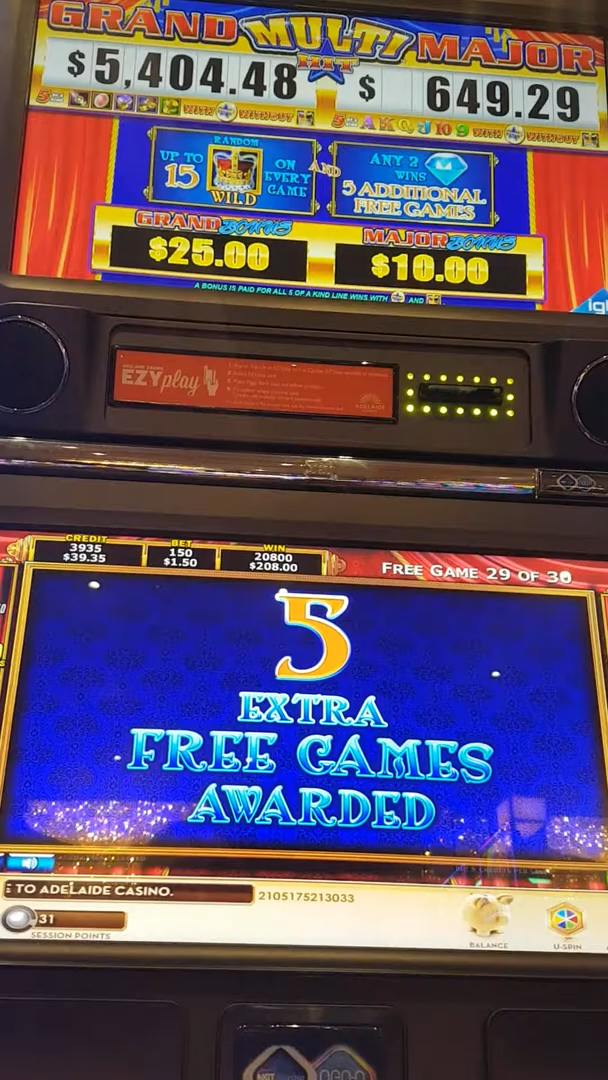 GRAND MULTI HIT MAJOR
$5,404.48 $ 649.29
WITH WITHOUT 5 A K Q J 10 9 WITH WITHOUT
UP TO 15 RANDOM WILD ON EVERY GAME
AND
ANY 2 WINS
5 ADDITIONAL FREE GAMES
GRAND BONUS MAJOR BONUS
$25.00 $10.00
A BONUS IS PAID FOR ALL 5 OF A KIND LINE WINS WITH AND
EZYplay
CREDIT BET WIN
3935 150 20800
$39.35 $1.50 $208.00
FREE GAME 29 OF 30
5
EXTRA
FREE GAMES
AWARDED
E TO ADELAIDE CASINO.
2105175213033
31
SESSION POINTS
BALANCE
U-SPIN